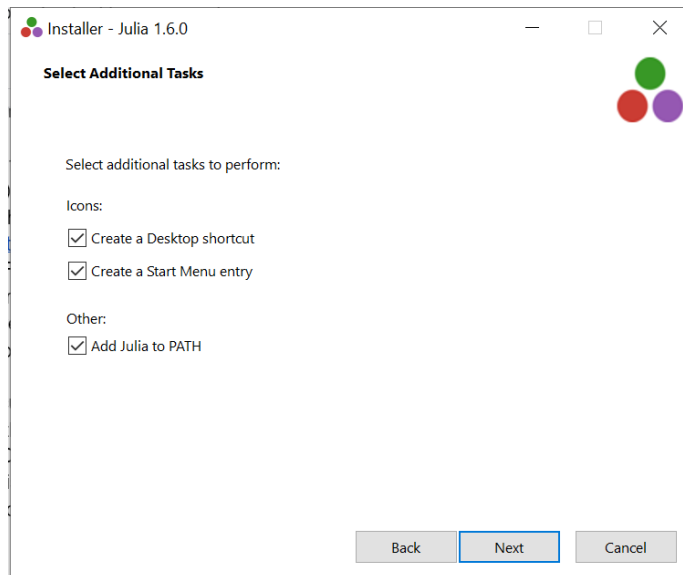 Installer - Julia 1.6.0
Select Additional Tasks
Select additional tasks to perform:
Icons:
Create a Desktop shortcut
Create a Start Menu entry
Other:
Add Julia to PATH
Back Next Cancel